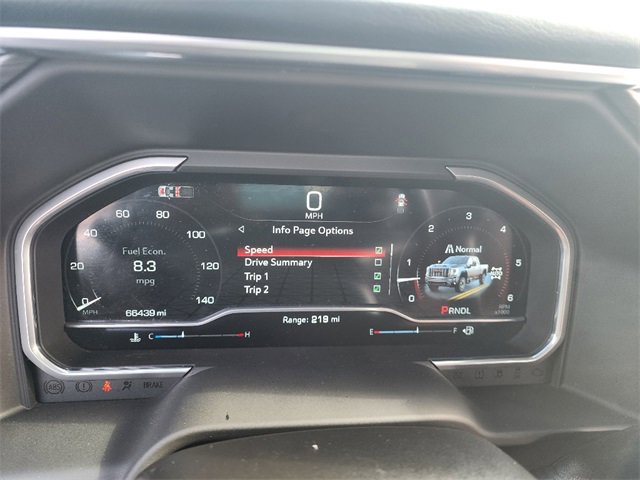 0
MPH
Info Page Options
Speed
Drive Summary
Trip 1
Trip 2
Range: 219 mi
0
20
40
60
80
100
120
140
MPH
Fuel Econ.
8.3
mpg
66439 mi
C H
E F
0
1
2
3
4
5
6
RPM
x1000
Normal
AUTO
PRNDL
ABS
BRAKE